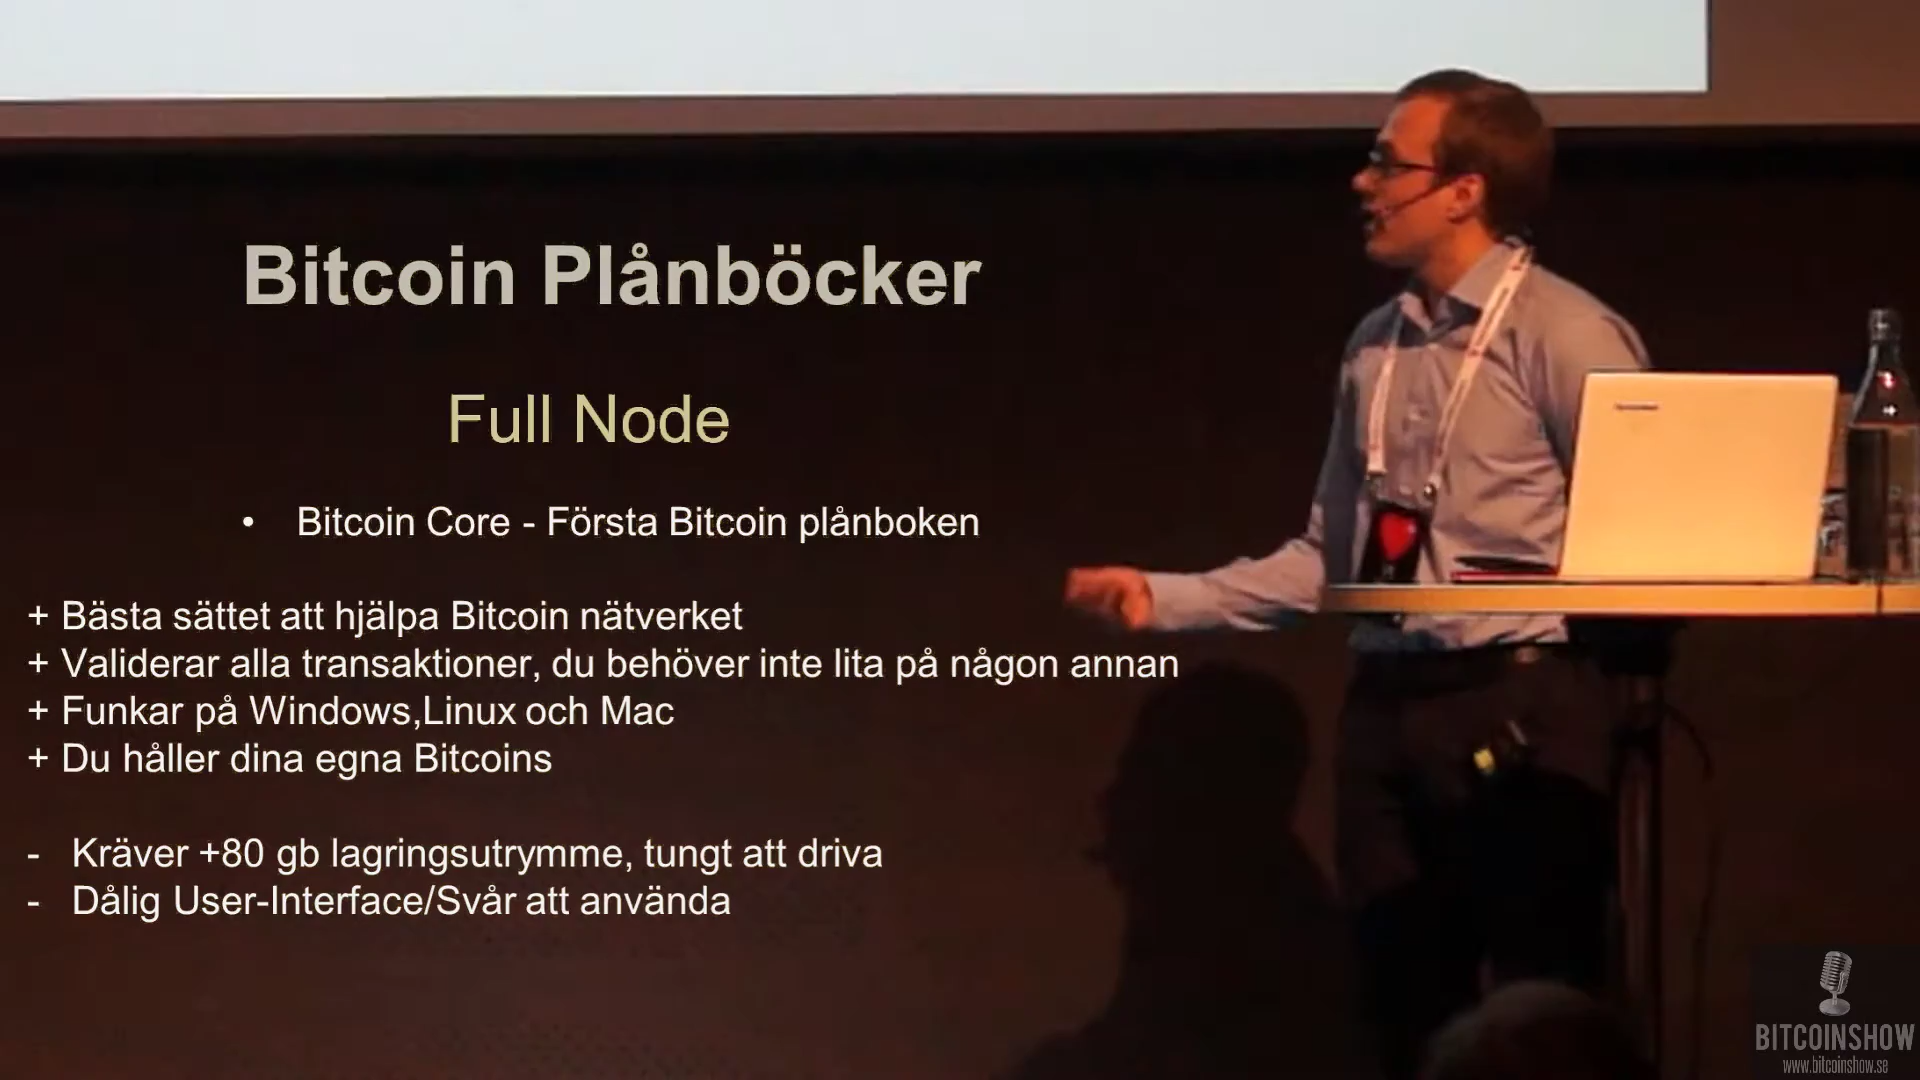 Bitcoin Plånböcker
Full Node
• Bitcoin Core - Första Bitcoin plånboken
+ Bästa sättet att hjälpa Bitcoin nätverket
+ Validerar alla transaktioner, du behöver inte lita på någon annan
+ Funkar på Windows,Linux och Mac
+ Du håller dina egna Bitcoins
- Kräver +80 gb lagringsutrymme, tungt att driva
- Dålig User-Interface/Svår att använda
BITCOINSHOW
www.bitcoinshow.se